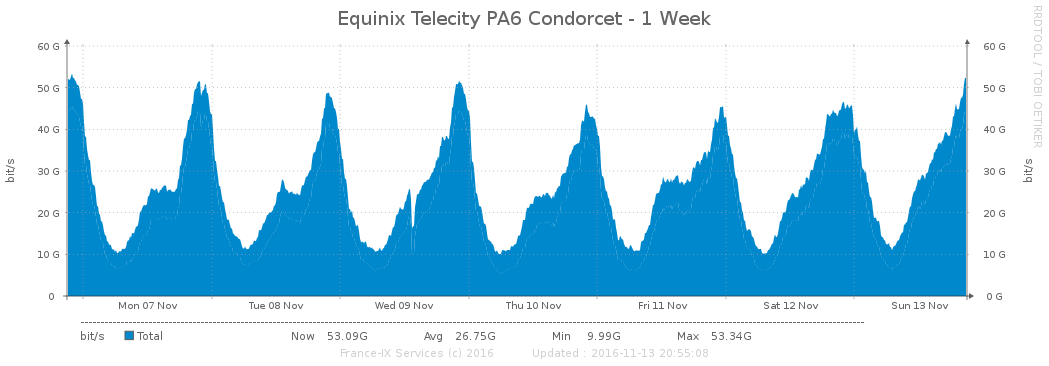 Equinix Telecity PA6 Condorcet - 1 Week
RRDTOOL / TOBI OETIKER
bit/s
60 G 60 G
50 G 50 G
40 G 40 G
30 G 30 G
20 G 20 G
10 G 10 G
0 0 G
bit/s
Mon 07 Nov Tue 08 Nov Wed 09 Nov Thu 10 Nov Fri 11 Nov Sat 12 Nov Sun 13 Nov
bit/s Total Now 53.09G Avg 26.75G Min 9.99G Max 53.34G
France-IX Services (c) 2016 Updated : 2016-11-13 20:55:08